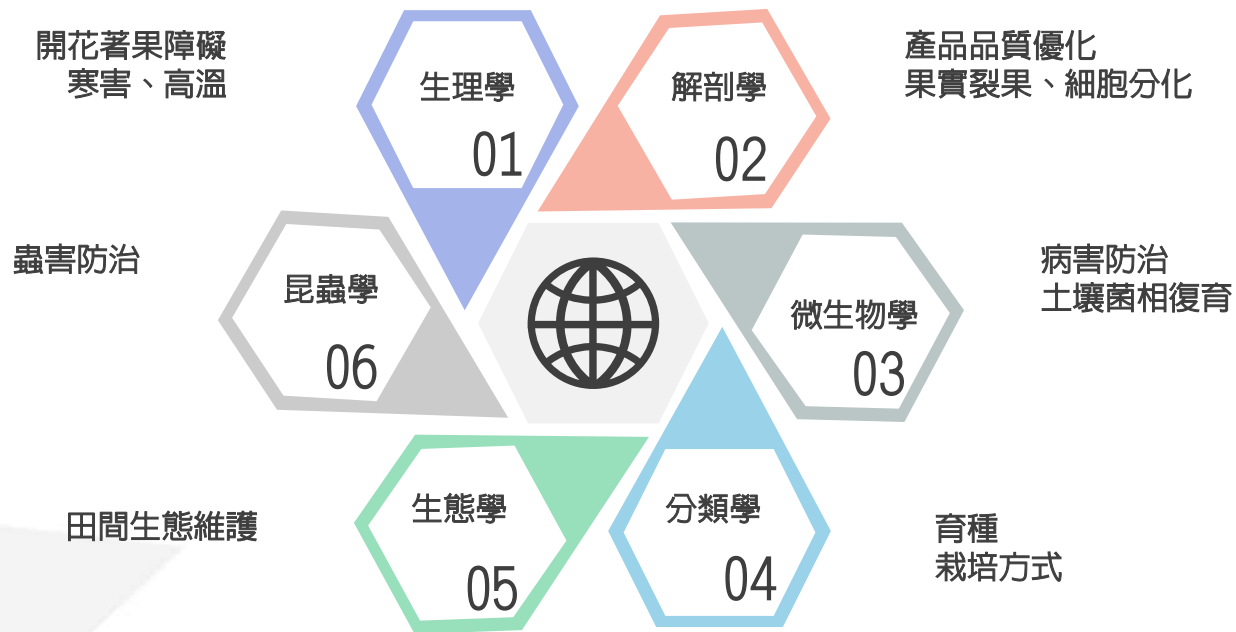 開花著果障礙
寒害、高溫
生理學
01
解剖學
02
產品品質優化
果實裂果、細胞分化
蟲害防治
昆蟲學
06
微生物學
03
病害防治
土壤菌相復育
田間生態維護
生態學
05
分類學
04
育種
栽培方式